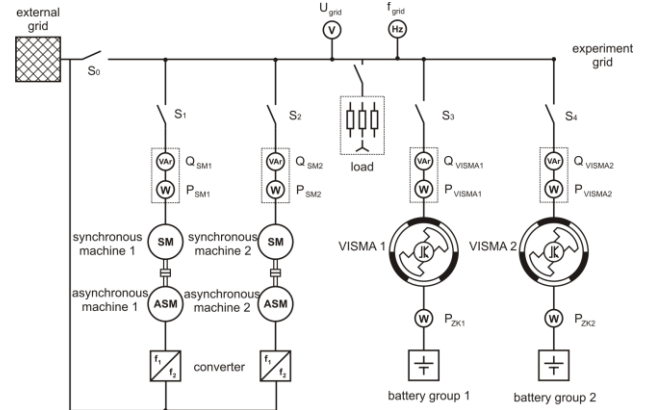 external
grid
U grid
f grid
V
Hz
experiment
grid
S0
S1
S2
S3
S4
load
VAr
Q SM1
W
P SM1
VAr
Q SM2
W
P SM2
VAr
Q VISMA1
W
P VISMA1
VAr
Q VISMA2
W
P VISMA2
synchronous
machine 1
SM
synchronous
machine 2
SM
VISMA 1
VISMA 2
asynchronous
machine 1
ASM
asynchronous
machine 2
ASM
W
P ZK1
W
P ZK2
f1
f2
converter
f1
f2
battery group 1
battery group 2